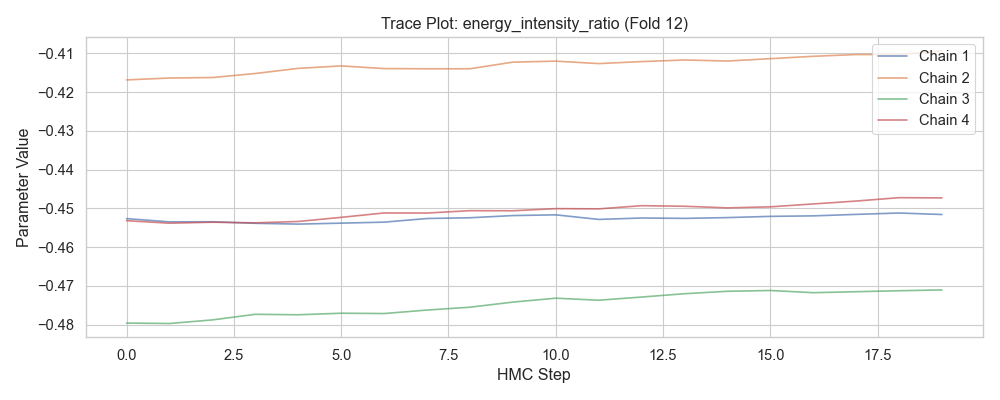 Trace Plot: energy_intensity_ratio (Fold 12)
Parameter Value
−0.41
−0.42
−0.43
−0.44
−0.45
−0.46
−0.47
−0.48
Chain 1
Chain 2
Chain 3
Chain 4
0.0 2.5 5.0 7.5 10.0 12.5 15.0 17.5
HMC Step